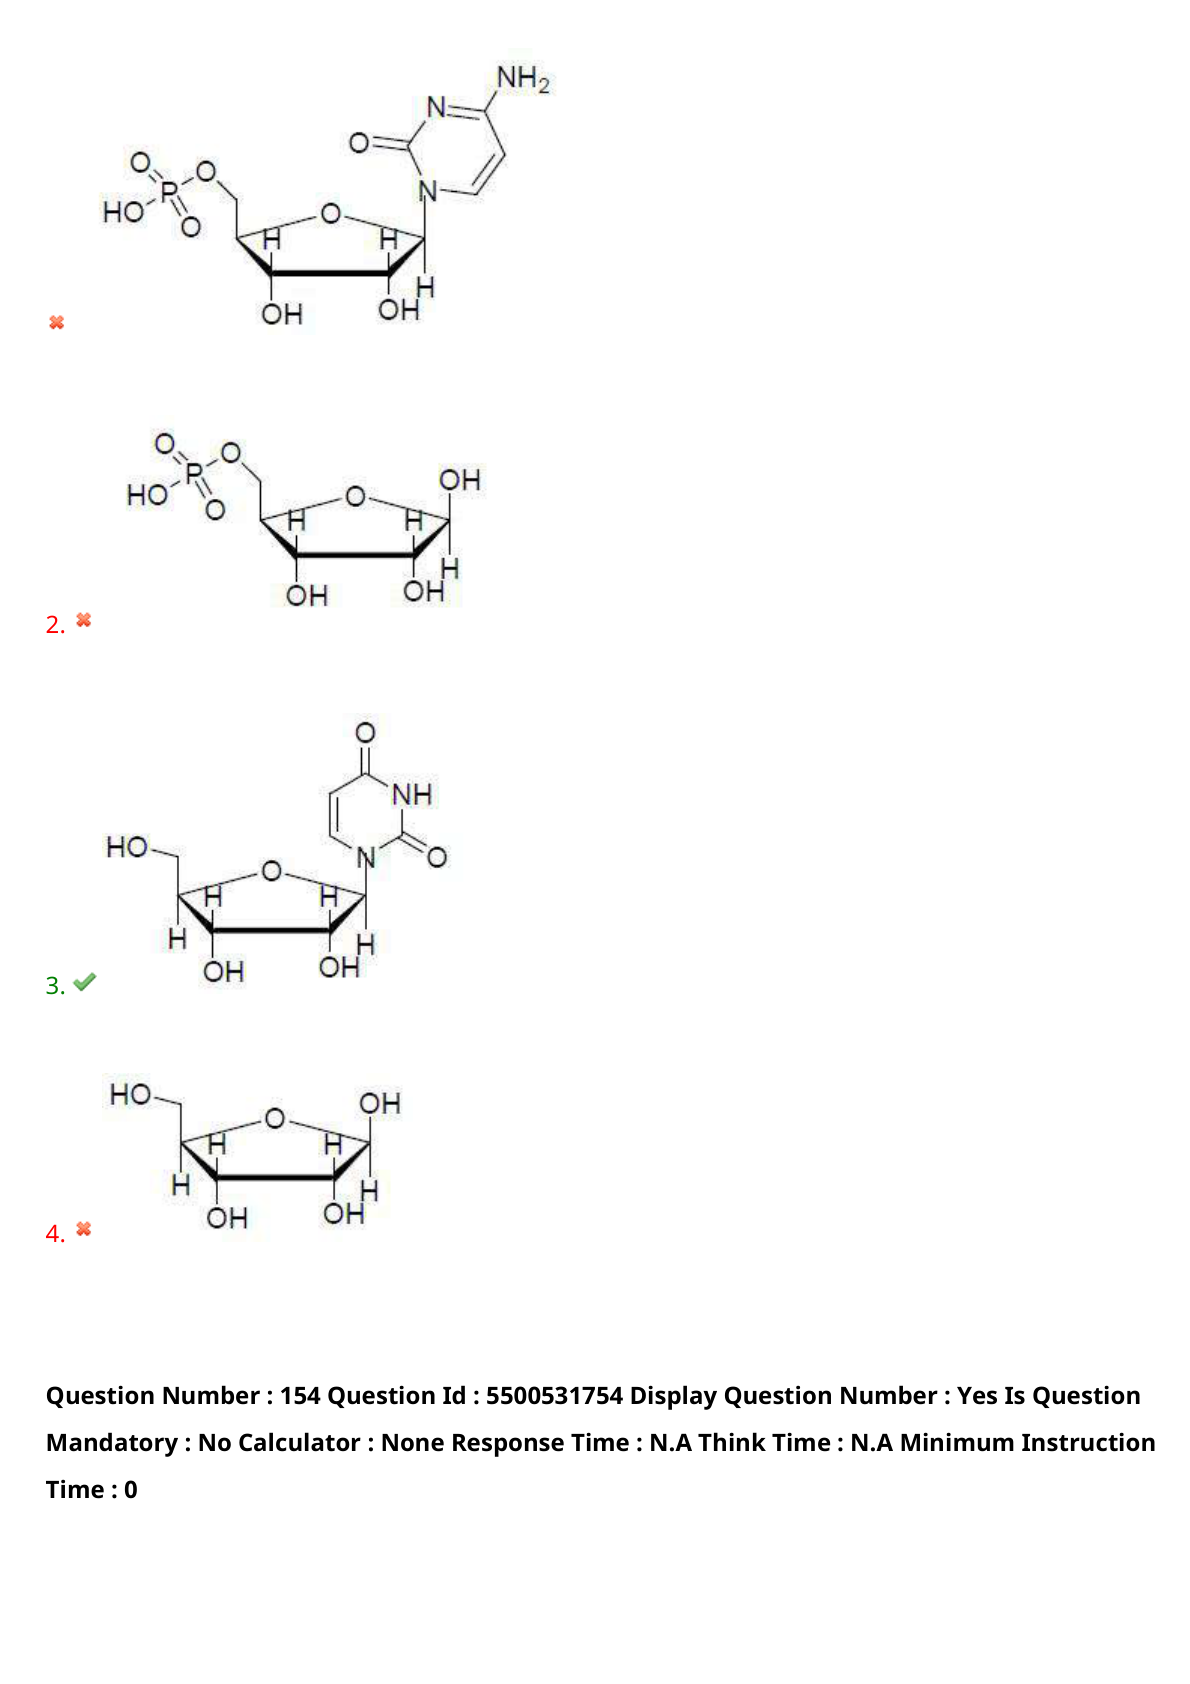 NH2
N
O
O
O
P
N
HO
O
O
H
H
H
OH
OH
O
O
P
OH
HO
O
O
H
H
H
OH
OH
2.
O
NH
HO
N
O
O
H
H
H
H
OH
OH
3.
HO
OH
O
H
H
H
H
OH
OH
4.
Question Number : 154 Question Id : 5500531754 Display Question Number : Yes Is Question
Mandatory : No Calculator : None Response Time : N.A Think Time : N.A Minimum Instruction
Time : 0